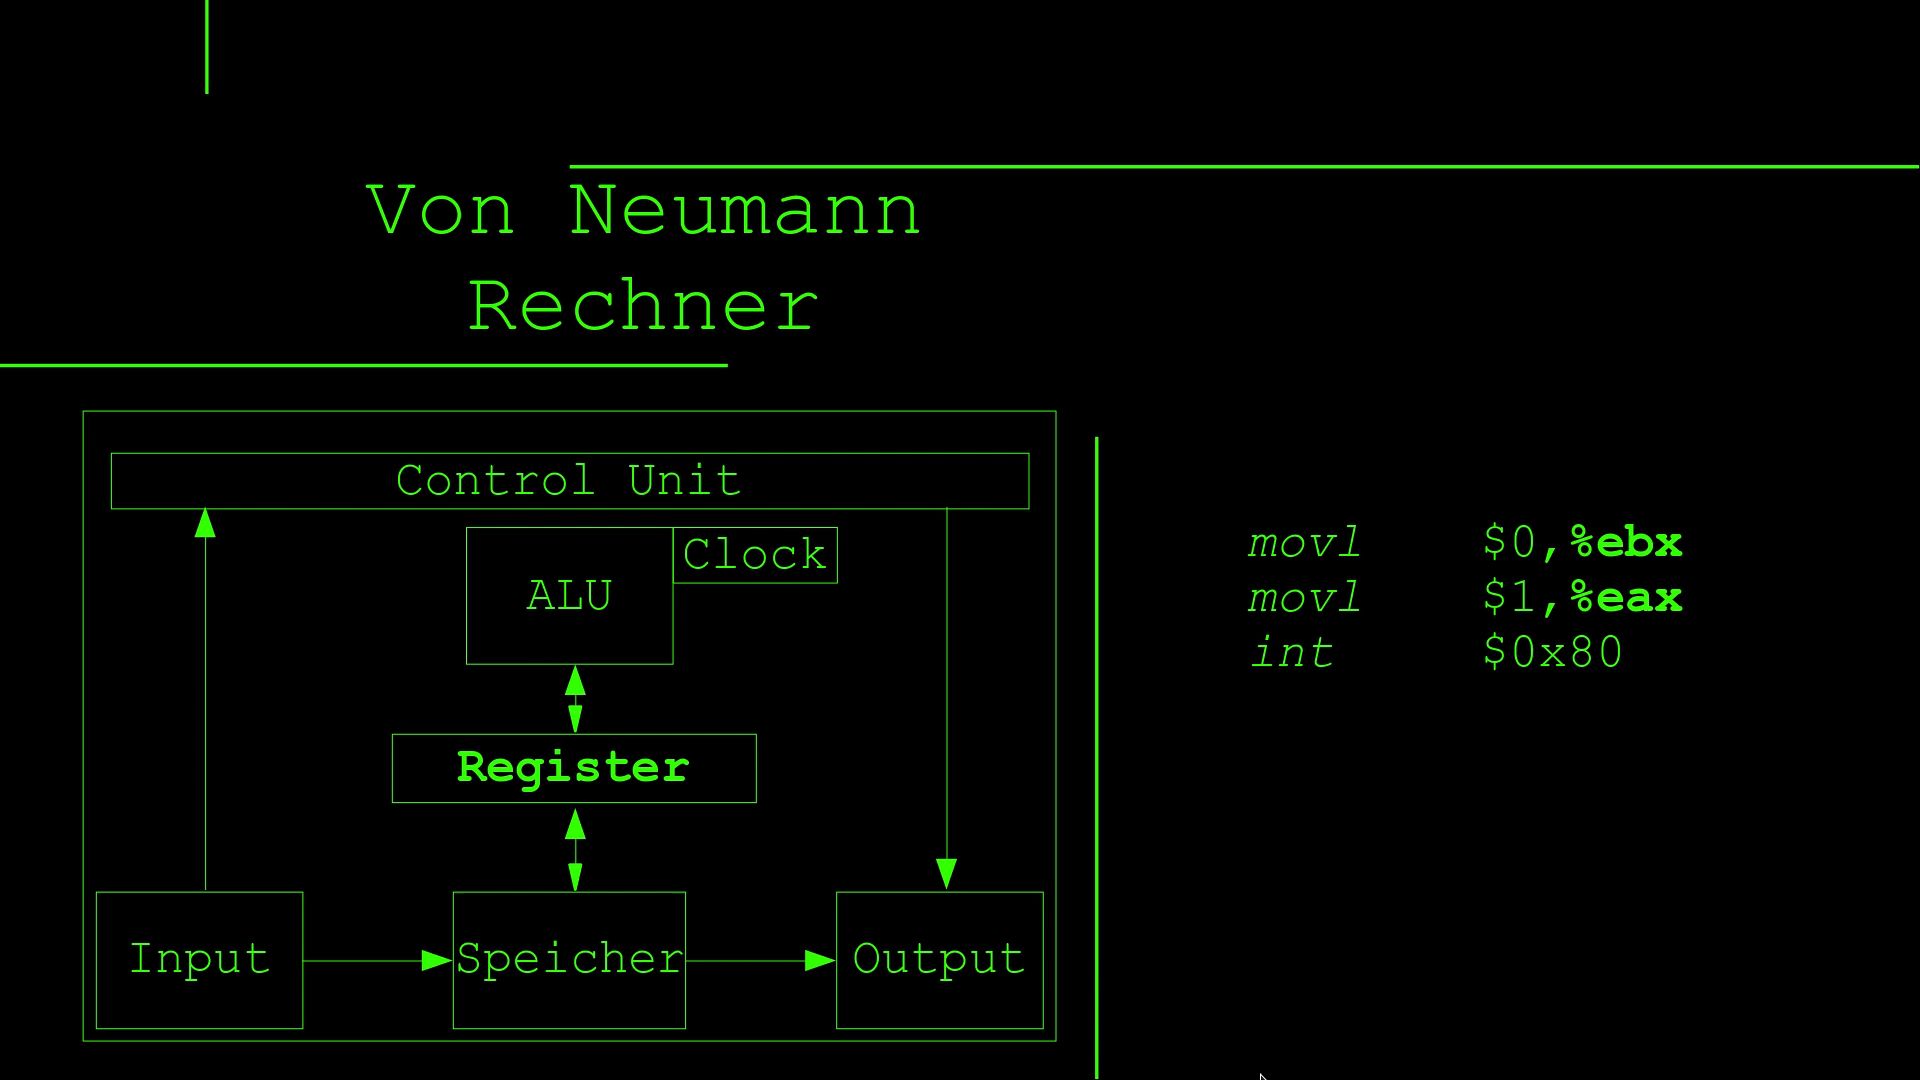 Von Neumann
Rechner
Control Unit
Clock
ALU
Register
Input
Speicher
Output
movl $0,%ebx
movl $1,%eax
int $0x80